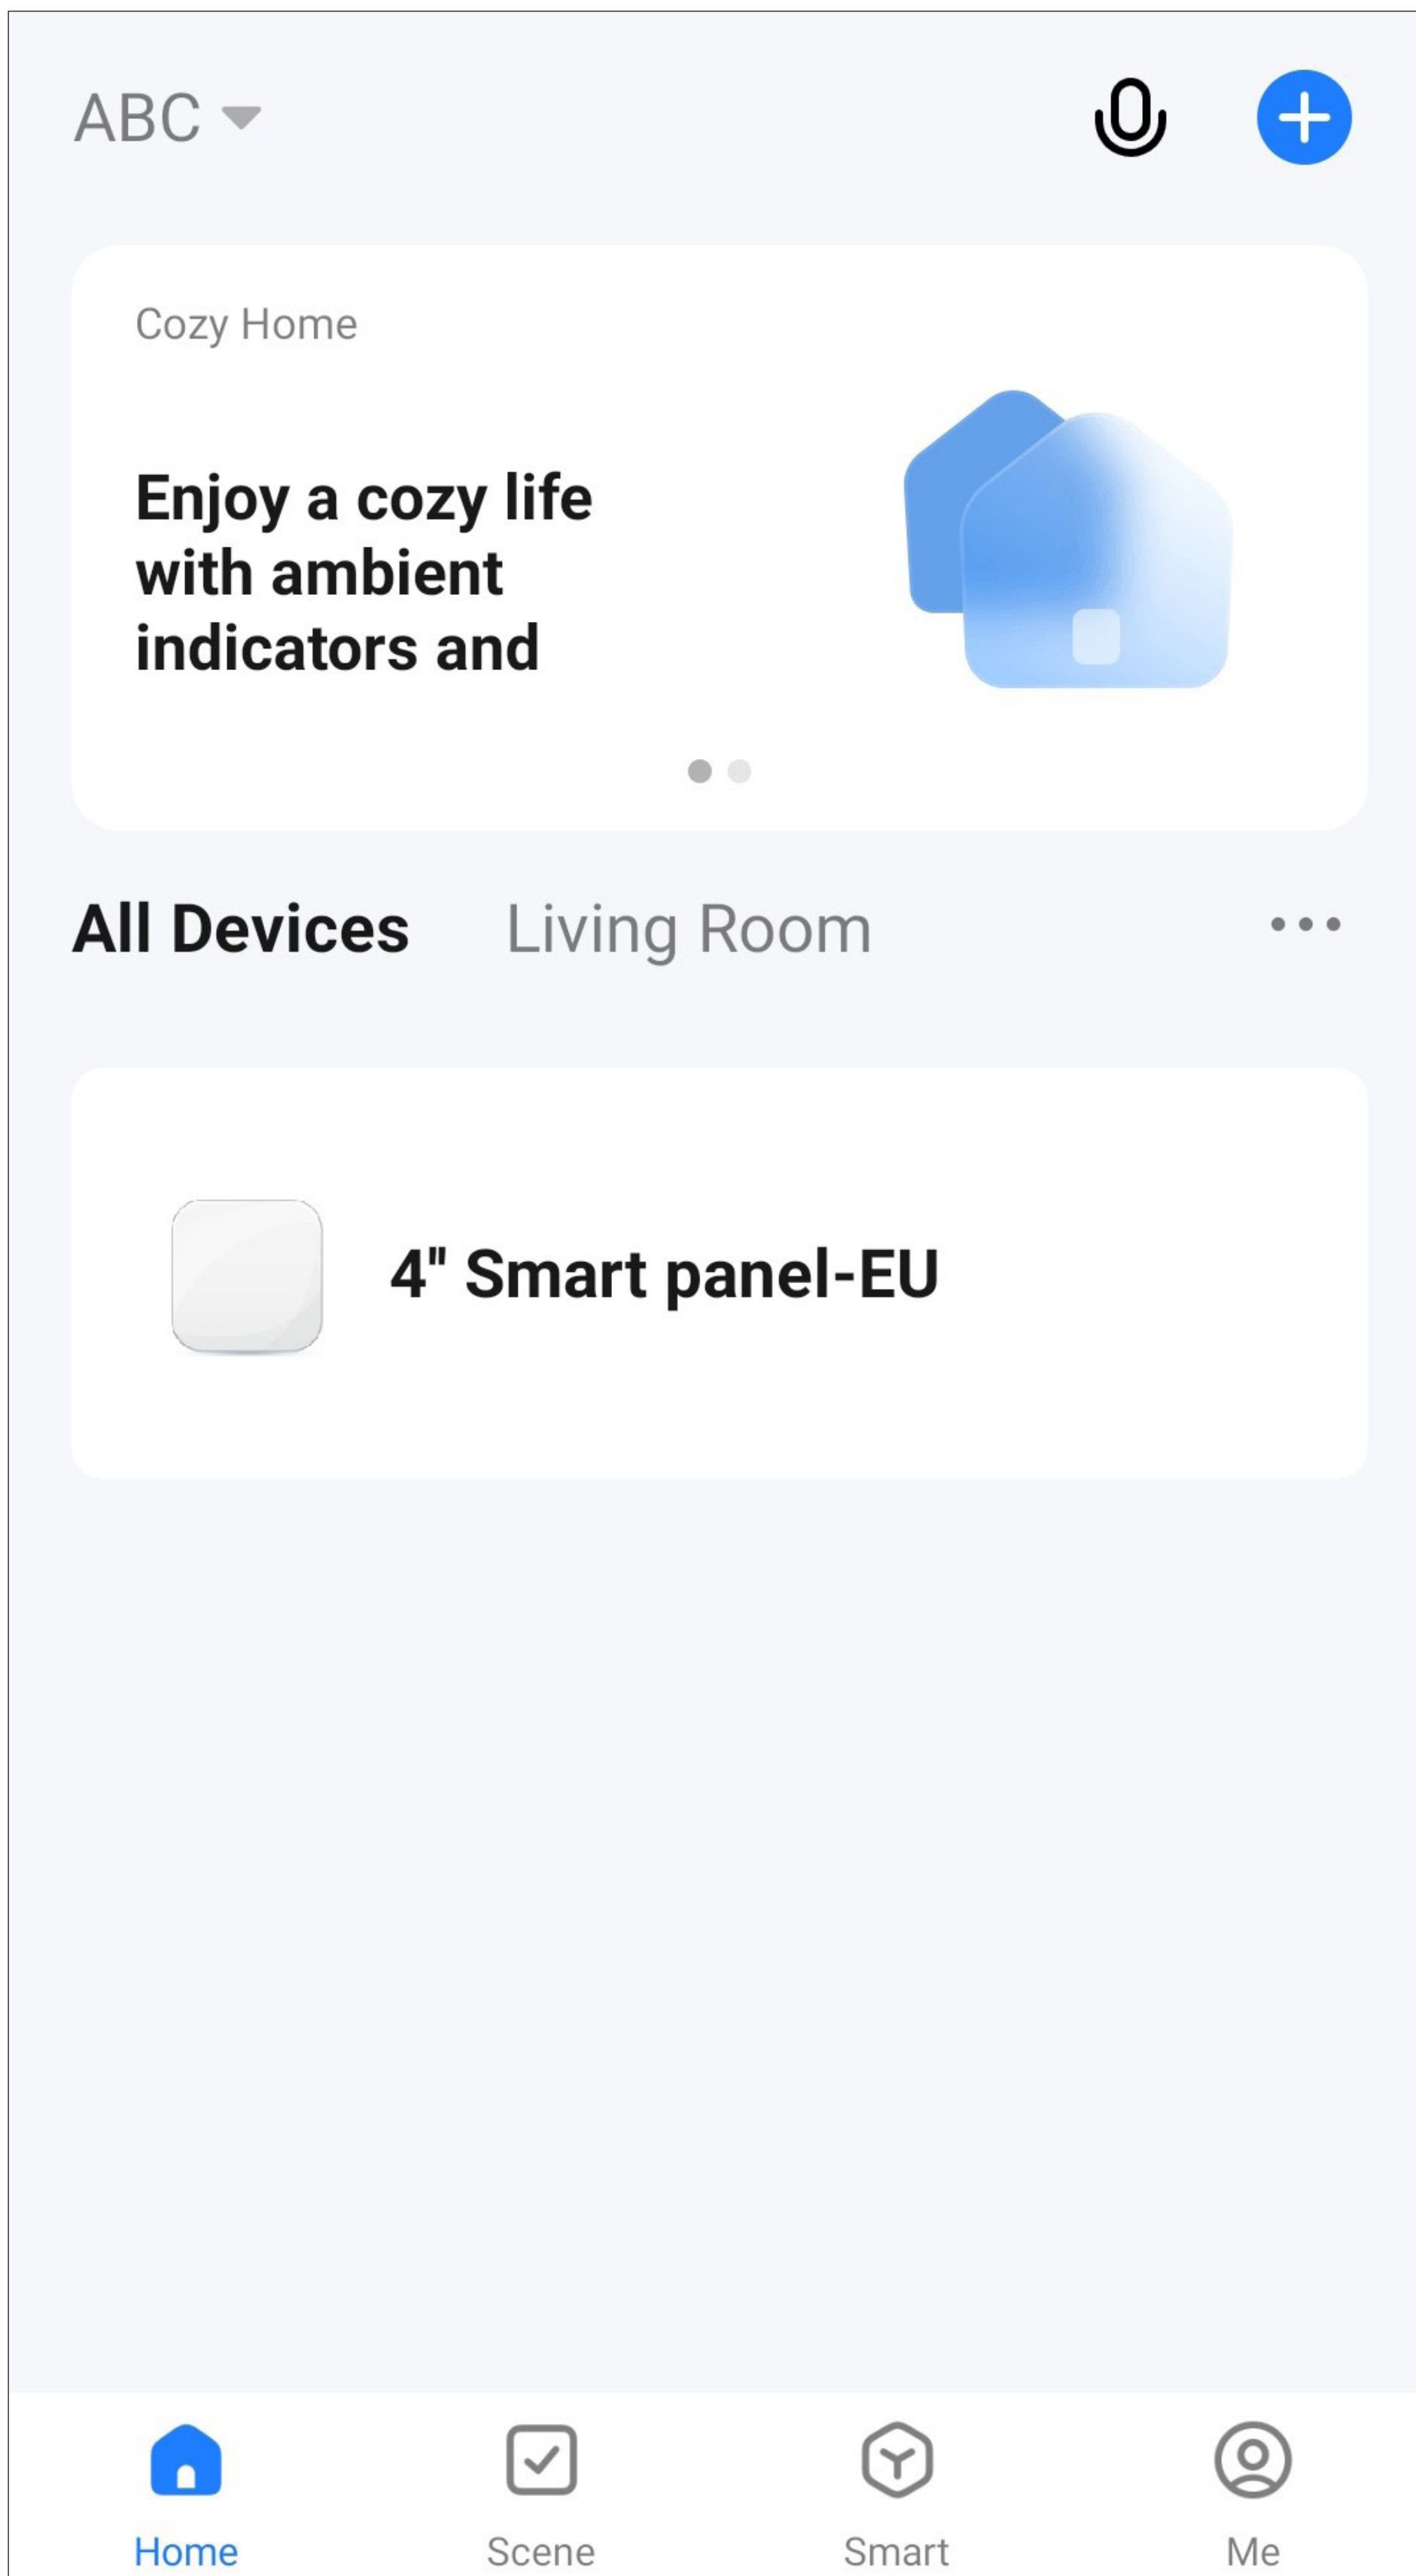 ABC
Cozy Home
Enjoy a cozy life
with ambient
indicators and
All Devices Living Room
4" Smart panel-EU
Home Scene Smart Me